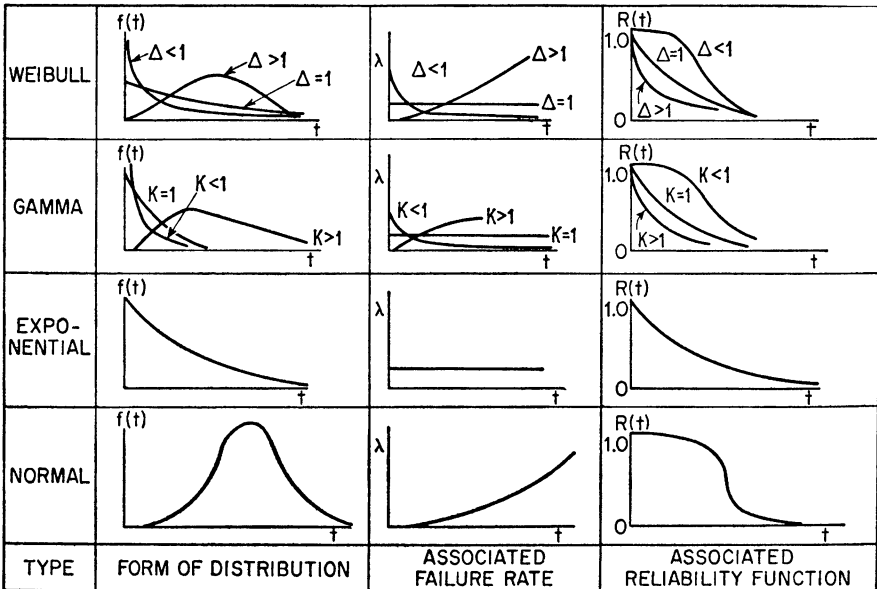 WEIBULL
f(t)
Δ<1
Δ>1
Δ=1
t
λ
Δ<1
Δ>1
Δ=1
R(t)
1.0
Δ=1
Δ<1
Δ>1
0
t
GAMMA
f(t)
K=1
K<1
K>1
t
λ
K<1
K>1
K=1
t
R(t)
1.0
K<1
K=1
K>1
0
t
EXPO-
NENTIAL
f(t)
t
λ
t
R(t)
1.0
0
t
NORMAL
f(t)
t
λ
t
R(t)
1.0
0
t
TYPE
FORM OF DISTRIBUTION
ASSOCIATED
FAILURE RATE
ASSOCIATED
RELIABILITY FUNCTION